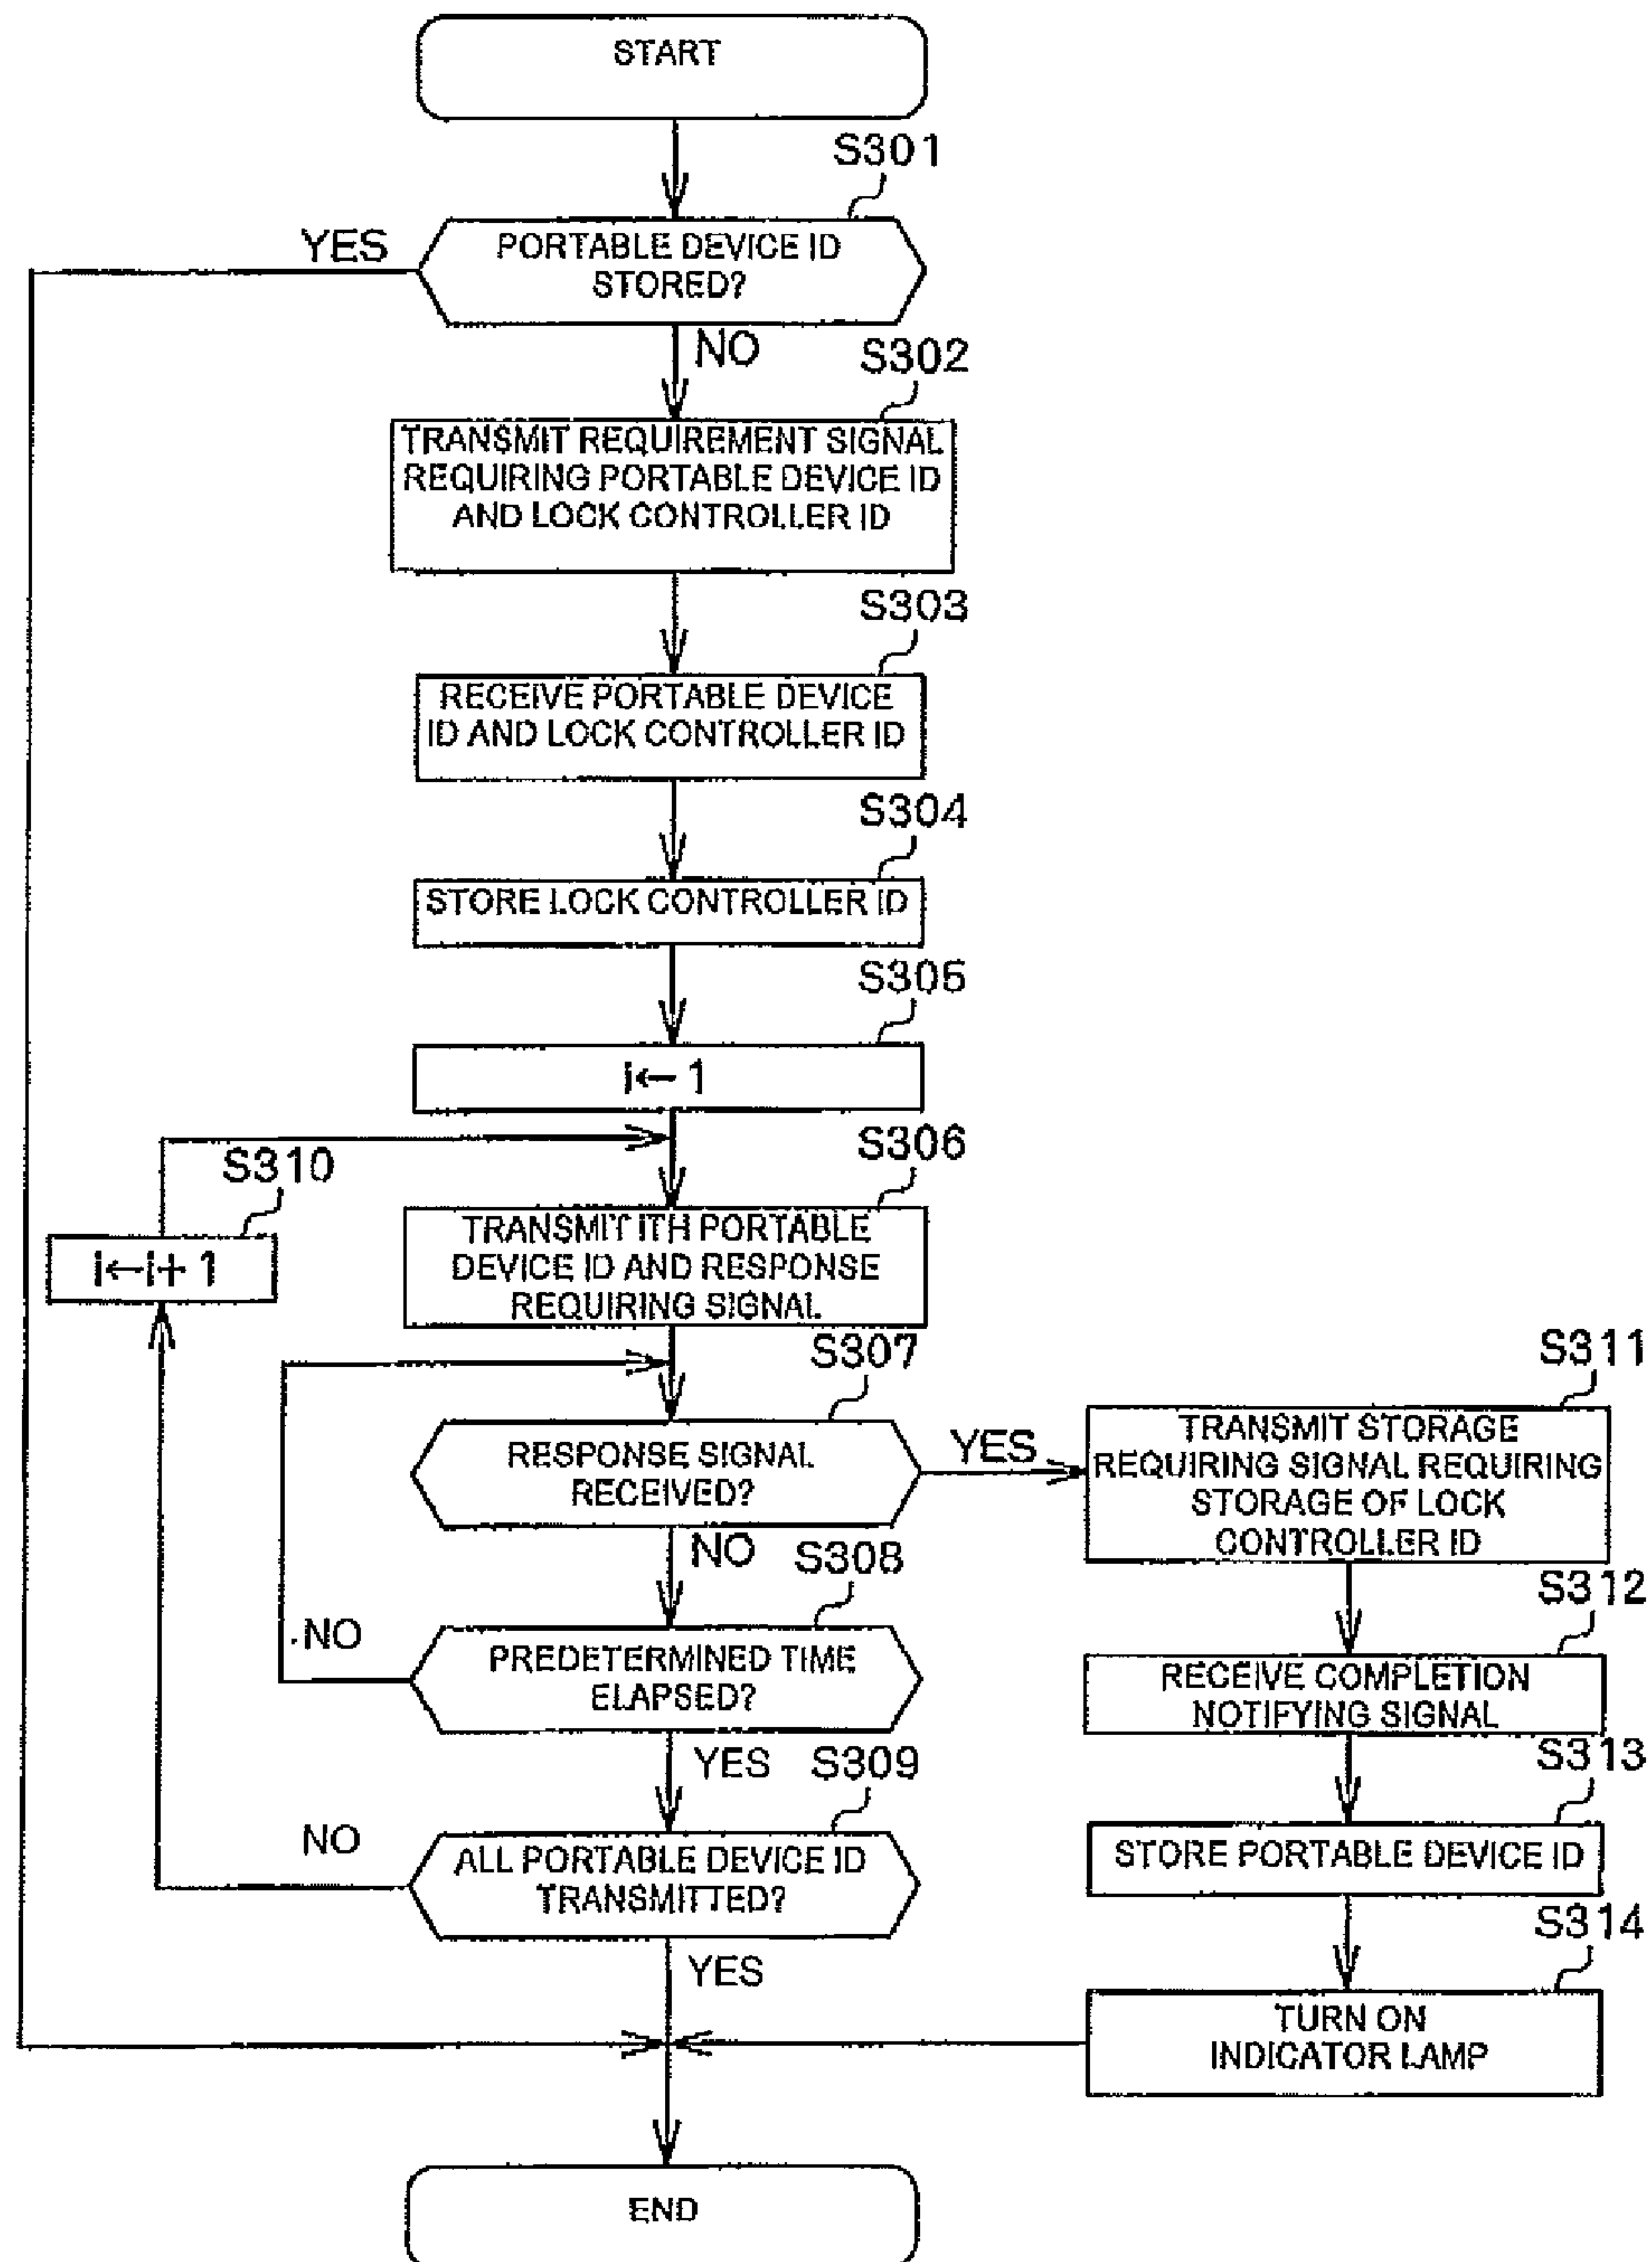 START
S301
YES
PORTABLE DEVICE ID
STORED?
NO
S302
TRANSMIT REQUIREMENT SIGNAL
REQUIRING PORTABLE DEVICE ID
AND LOCK CONTROLLER ID
S303
RECEIVE PORTABLE DEVICE
ID AND LOCK CONTROLLER ID
S304
STORE LOCK CONTROLLER ID
S305
i←1
S306
S310
TRANSMIT ITH PORTABLE
DEVICE ID AND RESPONSE
REQUIRING SIGNAL
i←i+1
S307
RESPONSE SIGNAL
RECEIVED?
YES
S311
TRANSMIT STORAGE
REQUIRING SIGNAL REQUIRING
STORAGE OF LOCK
CONTROLLER ID
NO
S308
S312
NO
PREDETERMINED TIME
ELAPSED?
RECEIVE COMPLETION
NOTIFYING SIGNAL
YES
S309
S313
NO
ALL PORTABLE DEVICE ID
TRANSMITTED?
STORE PORTABLE DEVICE ID
S314
YES
TURN ON
INDICATOR LAMP
END